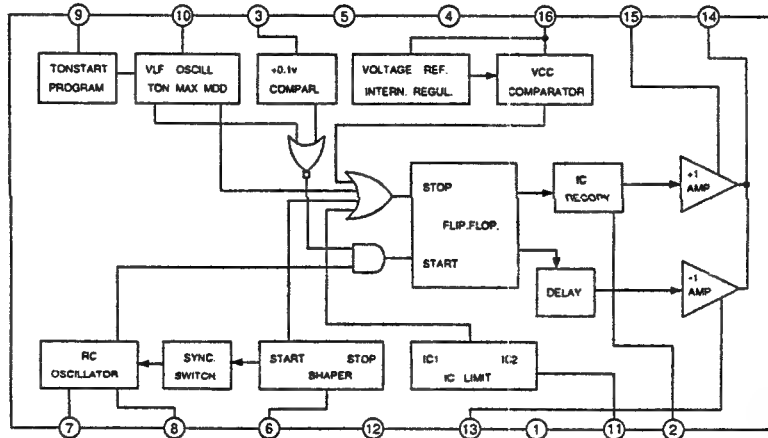 9 10 3 5 4 16 15 14
TONSTART
PROGRAM
VLF OSCILL
TON MAX MDD
+0.1v
COMPAR.
VOLTAGE REF.
INTERN. REGUL.
VCC
COMPARATOR
STOP
FLIP.FLOP.
START
IC
RECOPY
+1
AMP
DELAY
-1
AMP
RC
OSCILLATOR
SYNC.
SWITCH
START STOP
SHAPER
IC1 IC2
IC LIMIT
7 8 6 12 13 1 11 2